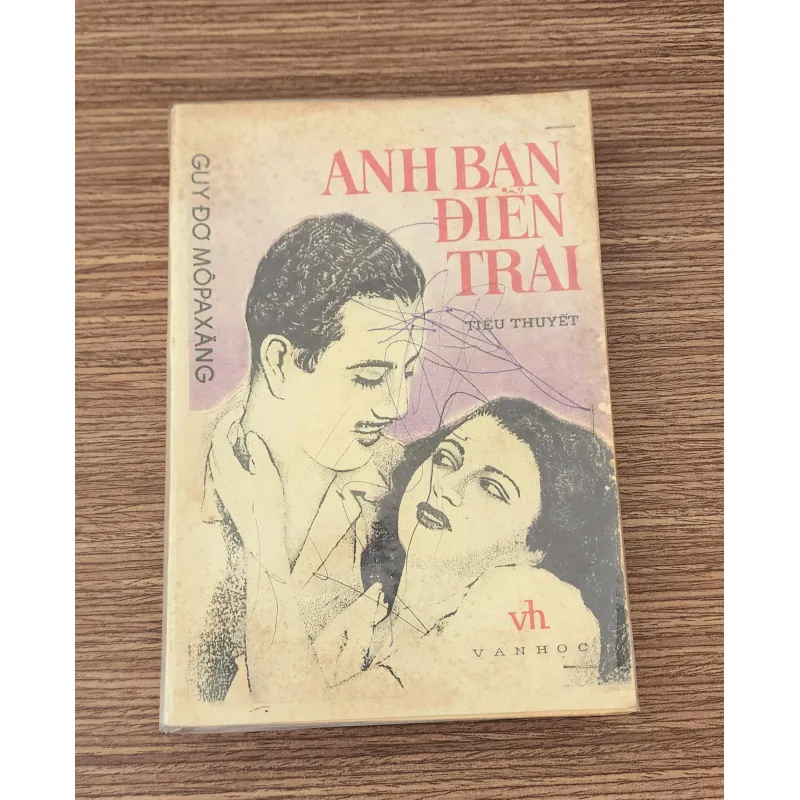 GUY ĐƠ MÔPAXĂNG
ANH BẠN
ĐIỂN
TRAI
TIỂU THUYẾT
vh
VĂN HỌC